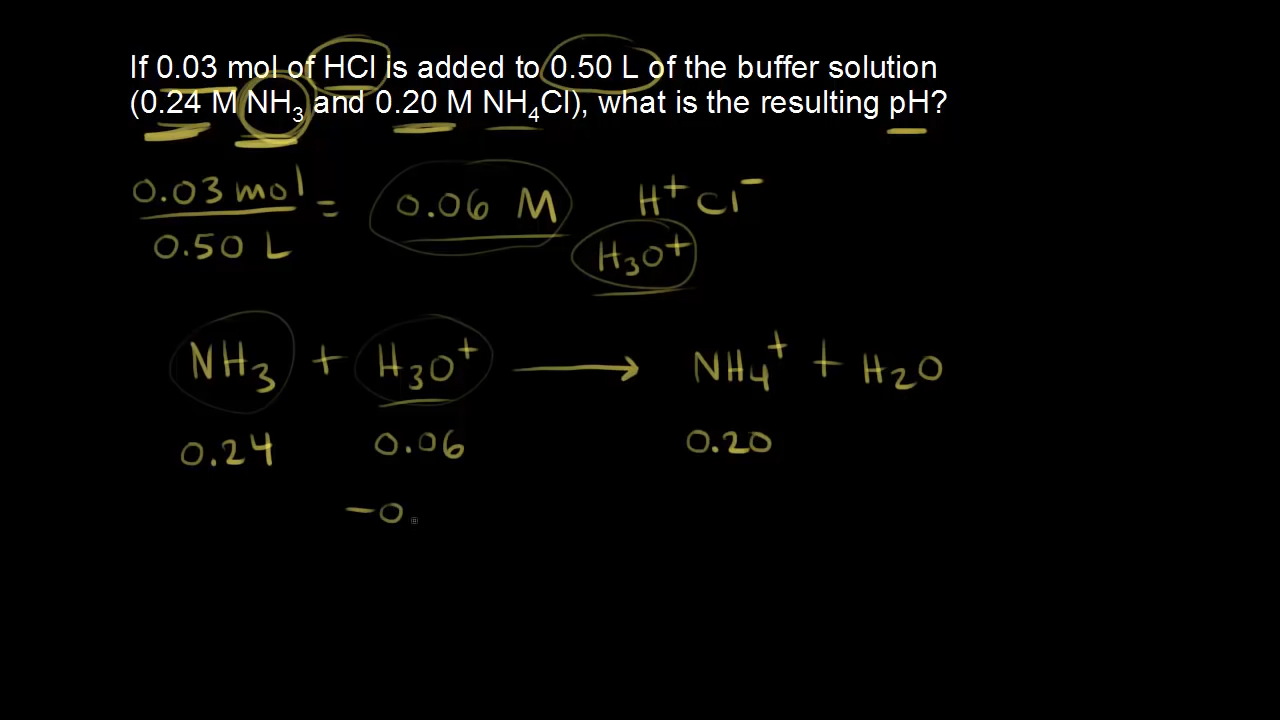 If 0.03 mol of HCl is added to 0.50 L of the buffer solution
(0.24 M NH₃ and 0.20 M NH₄Cl), what is the resulting pH?
0.03 mol / 0.50 L = 0.06 M H⁺ Cl⁻
H₃O⁺
NH₃ + H₃O⁺ ⟶ NH₄⁺ + H₂O
0.24 0.06 0.20
-0.